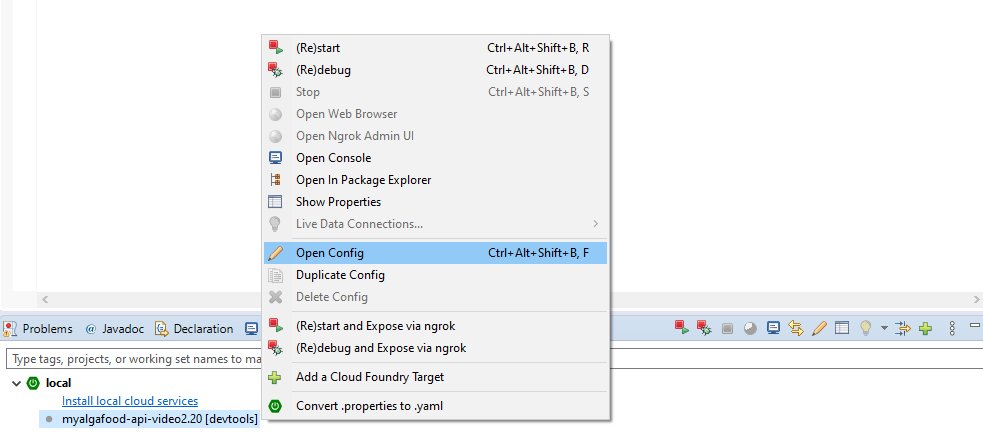 (Re)start Ctrl+Alt+Shift+B, R
(Re)debug Ctrl+Alt+Shift+B, D
Stop Ctrl+Alt+Shift+B, S
Open Web Browser
Open Ngrok Admin UI
Open Console
Open In Package Explorer
Show Properties
Live Data Connections...
Open Config Ctrl+Alt+Shift+B, F
Duplicate Config
Delete Config
(Re)start and Expose via ngrok
(Re)debug and Expose via ngrok
Add a Cloud Foundry Target
Convert .properties to .yaml
Problems @ Javadoc Declaration
Type tags, projects, or working set names to ma
local
Install local cloud services
myalgafood-api-video2.20 [devtools]